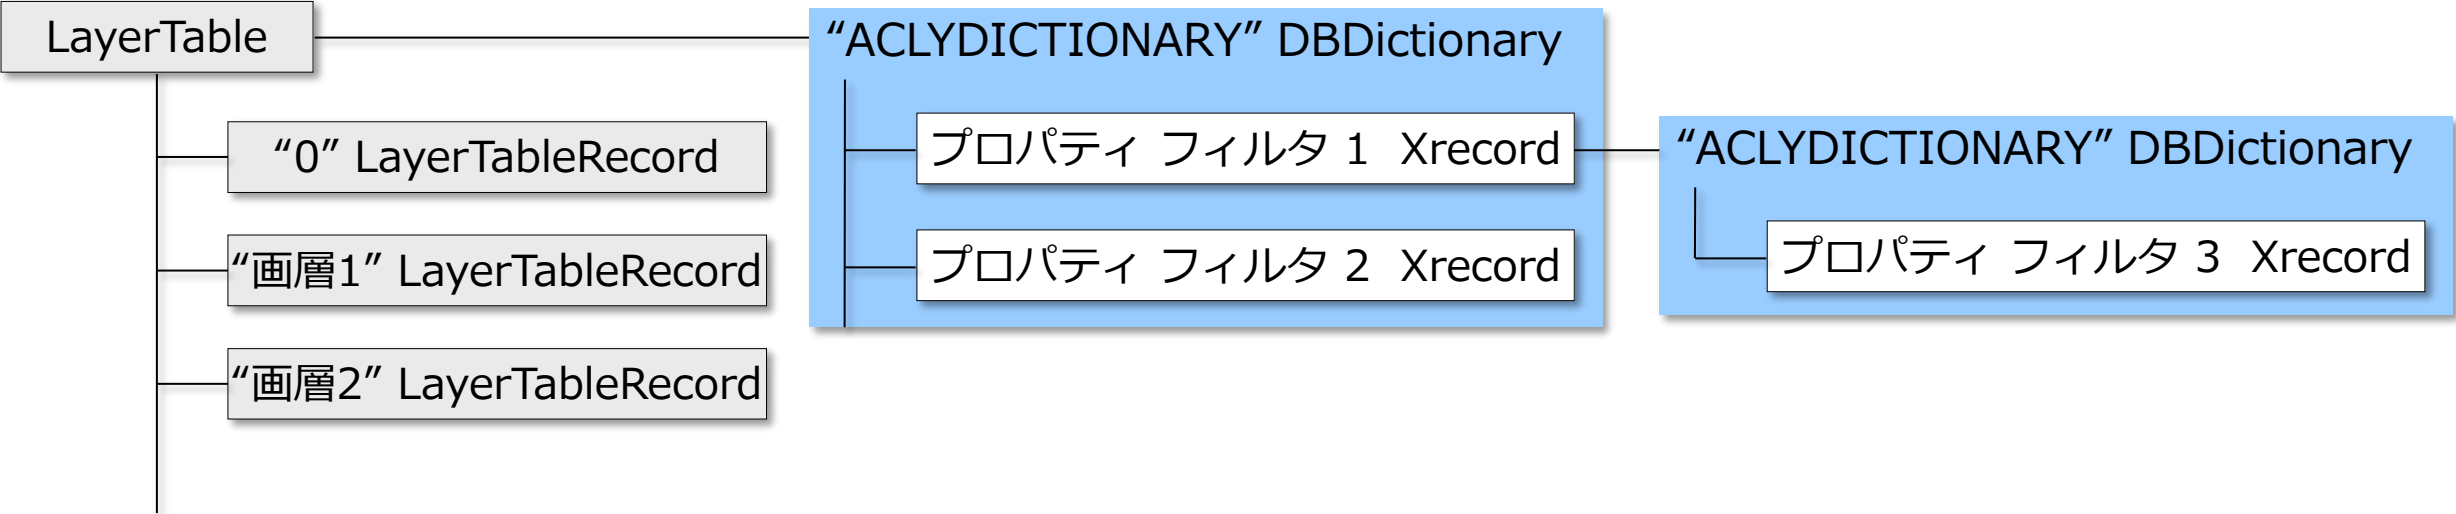 LayerTable
“0” LayerTableRecord
“画層1” LayerTableRecord
“画層2” LayerTableRecord
“ACLYDICTIONARY” DBDictionary
プロパティ フィルタ 1 Xrecord
プロパティ フィルタ 2 Xrecord
“ACLYDICTIONARY” DBDictionary
プロパティ フィルタ 3 Xrecord